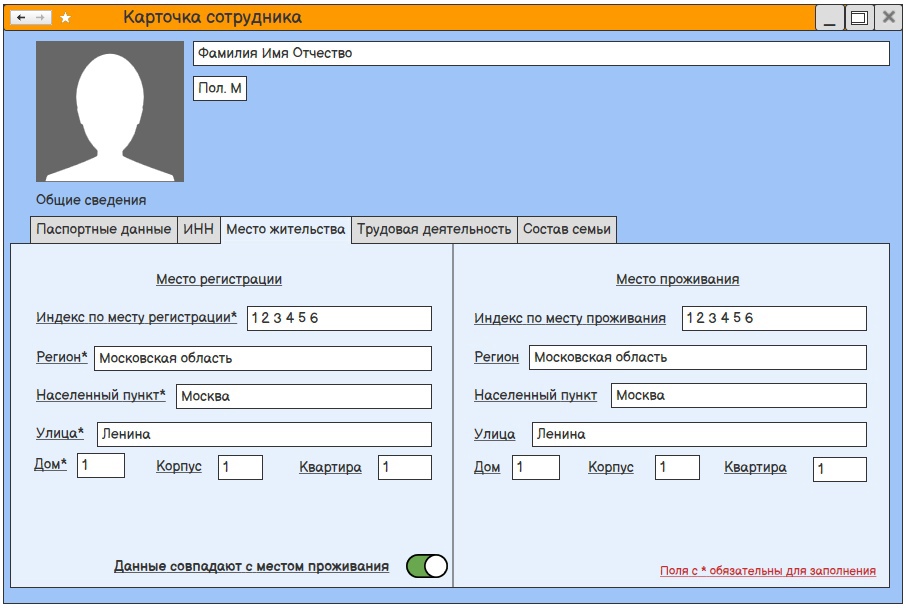 Карточка сотрудника
Фамилия Имя Отчество
Пол. М
Общие сведения
Паспортные данные ИНН Место жительства Трудовая деятельность Состав семьи
Место регистрации
Индекс по месту регистрации* 1 2 3 4 5 6
Регион* Московская область
Населенный пункт* Москва
Улица* Ленина
Дом* 1 Корпус 1 Квартира 1
Данные совпадают с местом проживания
Место проживания
Индекс по месту проживания 1 2 3 4 5 6
Регион Московская область
Населенный пункт Москва
Улица Ленина
Дом 1 Корпус 1 Квартира 1
Поля с * обязательны для заполнения